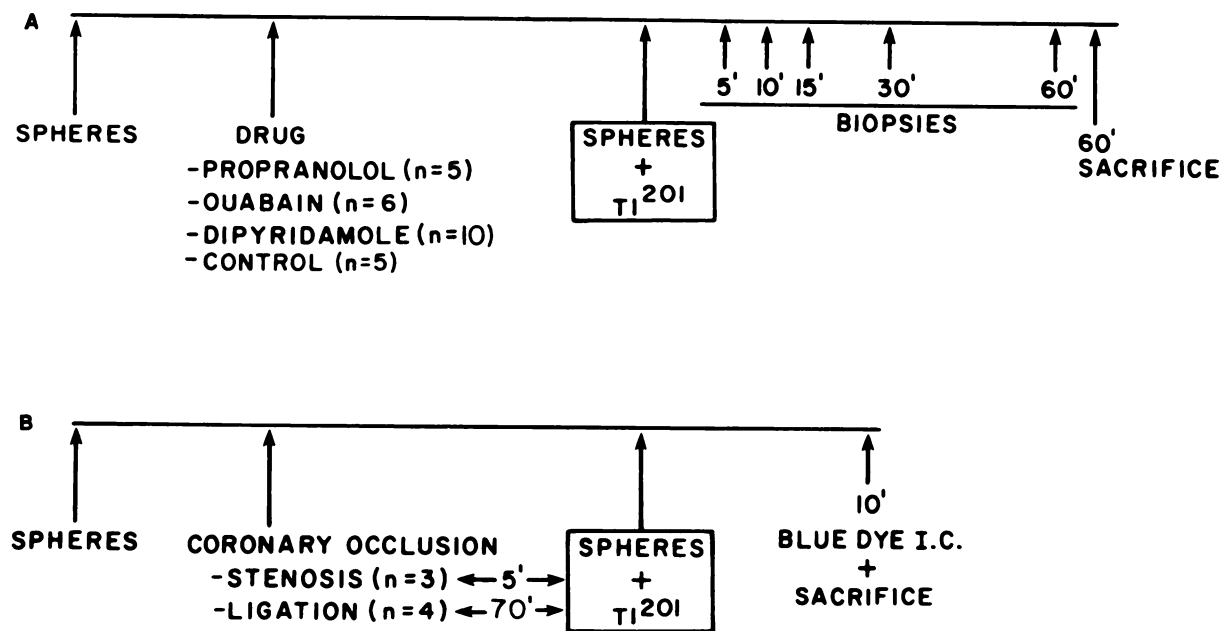 A
5' 10' 15' 30' 60'
BIOPSIES
60'
SACRIFICE
SPHERES
DRUG
-PROPRANOLOL (n=5)
-OUABAIN (n=6)
-DIPYRIDAMOLE (n=10)
-CONTROL (n=5)
SPHERES
+
Tl201
B
SPHERES
CORONARY OCCLUSION
-STENOSIS (n=3) 5'
-LIGATION (n=4) 70'
SPHERES
+
Tl201
10'
BLUE DYE I.C.
+
SACRIFICE